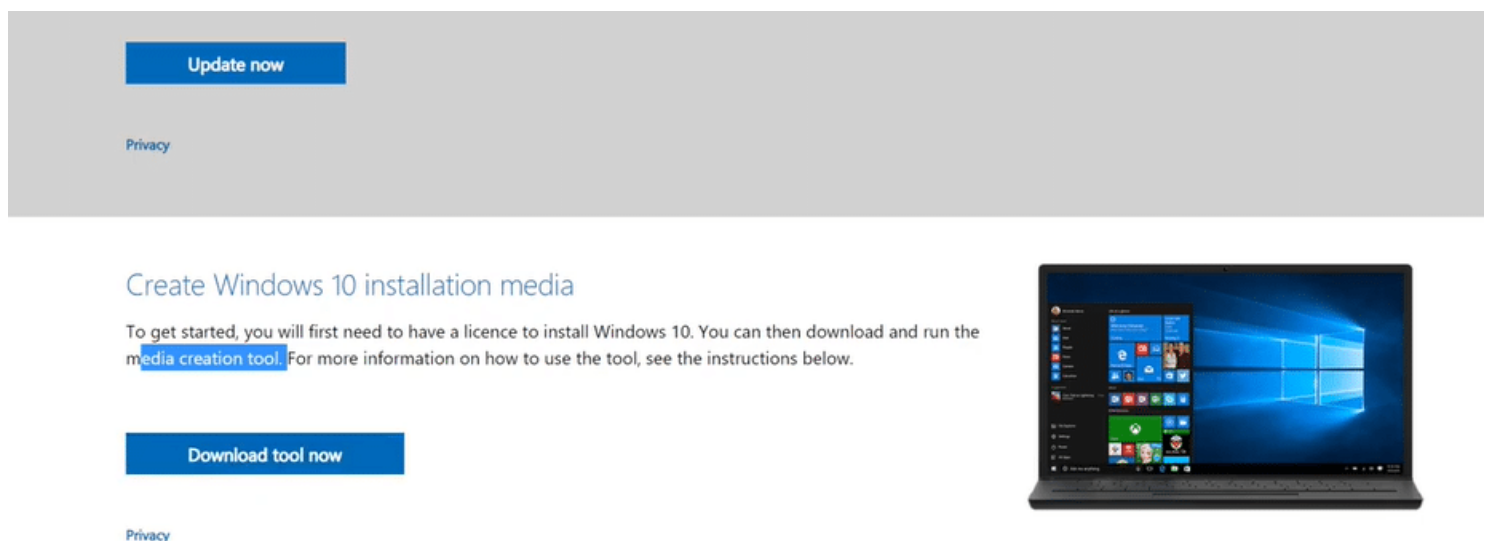 Update now
Privacy
Create Windows 10 installation media
To get started, you will first need to have a licence to install Windows 10. You can then download and run the
media creation tool. For more information on how to use the tool, see the instructions below.
Download tool now
Privacy